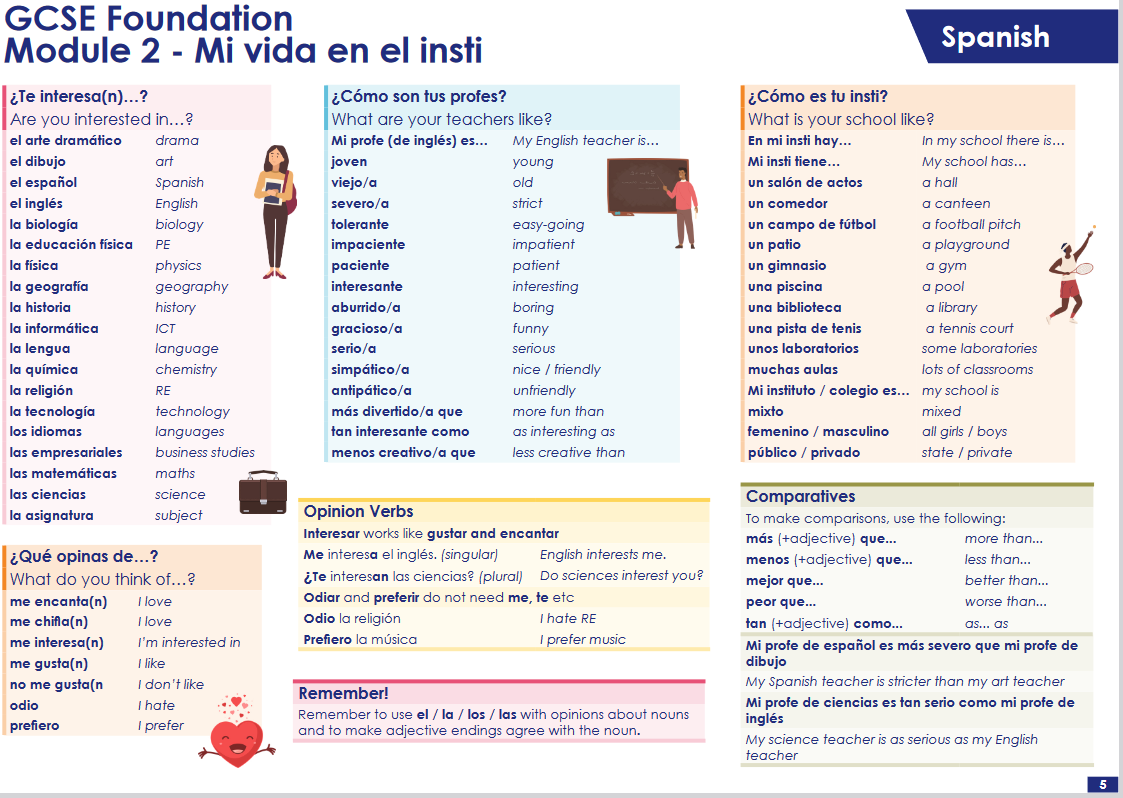 GCSE Foundation
Module 2 - Mi vida en el insti
Spanish
¿Te interesa(n)…?
Are you interested in…?
el arte dramático drama
el dibujo art
el español Spanish
el inglés English
la biología biology
la educación física PE
la física physics
la geografía geography
la historia history
la informática ICT
la lengua language
la química chemistry
la religión RE
la tecnología technology
los idiomas languages
las empresariales business studies
las matemáticas maths
las ciencias science
la asignatura subject
¿Qué opinas de…?
What do you think of…?
me encanta(n) I love
me chifla(n) I love
me interesa(n) I'm interested in
me gusta(n) I like
no me gusta(n I don't like
odio I hate
prefiero I prefer
¿Cómo son tus profes?
What are your teachers like?
Mi profe (de inglés) es… My English teacher is…
joven young
viejo/a old
severo/a strict
tolerante easy-going
impaciente impatient
paciente patient
interesante interesting
aburrido/a boring
gracioso/a funny
serio/a serious
simpático/a nice / friendly
antipático/a unfriendly
más divertido/a que more fun than
tan interesante como as interesting as
menos creativo/a que less creative than
Opinion Verbs
Interesar works like gustar and encantar
Me interesa el inglés. (singular) English interests me.
¿Te interesan las ciencias? (plural) Do sciences interest you?
Odiar and preferir do not need me, te etc
Odio la religión I hate RE
Prefiero la música I prefer music
Remember!
Remember to use el / la / los / las with opinions about nouns
and to make adjective endings agree with the noun.
¿Cómo es tu insti?
What is your school like?
En mi insti hay… In my school there is…
Mi insti tiene… My school has…
un salón de actos a hall
un comedor a canteen
un campo de fútbol a football pitch
un patio a playground
un gimnasio a gym
una piscina a pool
una biblioteca a library
una pista de tenis a tennis court
unos laboratorios some laboratories
muchas aulas lots of classrooms
Mi instituto / colegio es… my school is
mixto mixed
femenino / masculino all girls / boys
público / privado state / private
Comparatives
To make comparisons, use the following:
más (+adjective) que... more than...
menos (+adjective) que... less than...
mejor que... better than...
peor que... worse than...
tan (+adjective) como... as... as
Mi profe de español es más severo que mi profe de
dibujo
My Spanish teacher is stricter than my art teacher
Mi profe de ciencias es tan serio como mi profe de
inglés
My science teacher is as serious as my English
teacher
5